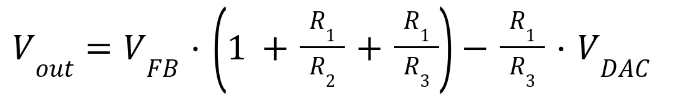 V_out = V_FB · (1 + R_1/R_2 + R_1/R_3) − R_1/R_3 · V_DAC